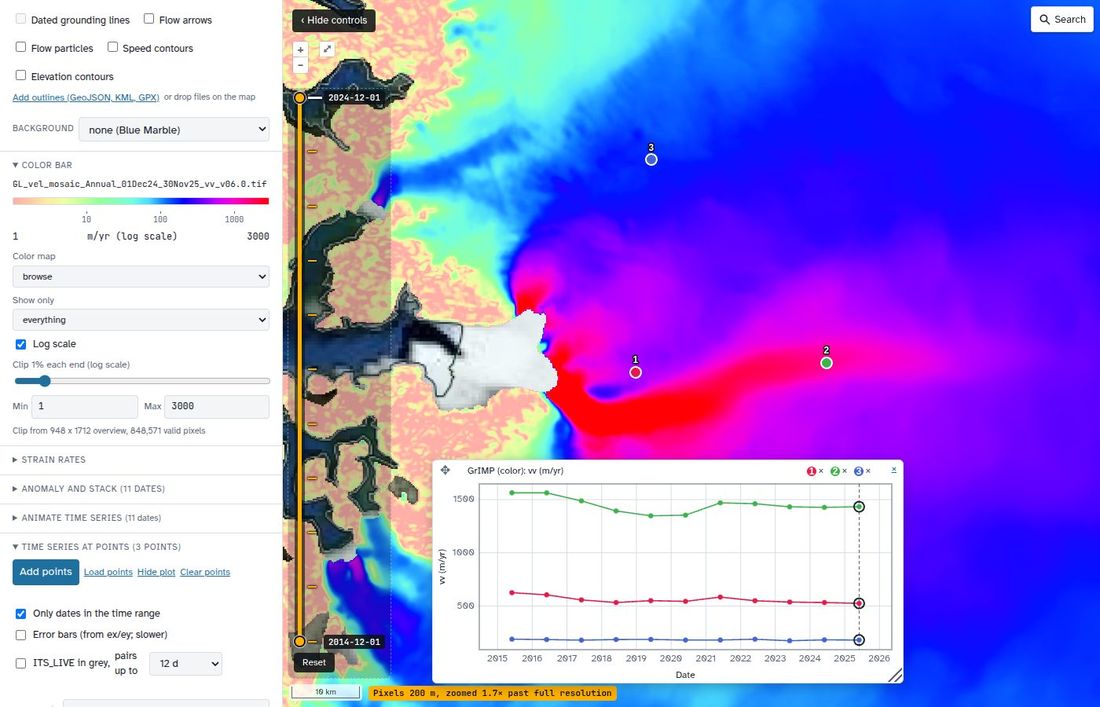 Dated grounding lines Flow arrows
Flow particles Speed contours
Elevation contours
Add outlines (GeoJSON, KML, GPX) or drop files on the map
BACKGROUND none (Blue Marble)
▼ COLOR BAR
GL_vel_mosaic_Annual_01Dec24_30Nov25_vv_v06.0.tif
10 100 1000
1 m/yr (log scale) 3000
Color map
browse
Show only
everything
Log scale
Clip 1% each end (log scale)
Min 1 Max 3000
Clip from 948 x 1712 overview, 848,571 valid pixels
▶ STRAIN RATES
▶ ANOMALY AND STACK (11 DATES)
▶ ANIMATE TIME SERIES (11 dates)
▼ TIME SERIES AT POINTS (3 POINTS)
Add points Load points Hide plot Clear points
Only dates in the time range
Error bars (from ex/ey; slower)
ITS_LIVE in grey, pairs up to 12 d
‹ Hide controls
Search
+
−
2024-12-01
3
1
2
2014-12-01
Reset
10 km
Pixels 200 m, zoomed 1.7× past full resolution
GrIMP (color): vv (m/yr) 1 × 2 × 3 × ×
1500
1000
500
vv (m/yr)
2015 2016 2017 2018 2019 2020 2021 2022 2023 2024 2025 2026
Date